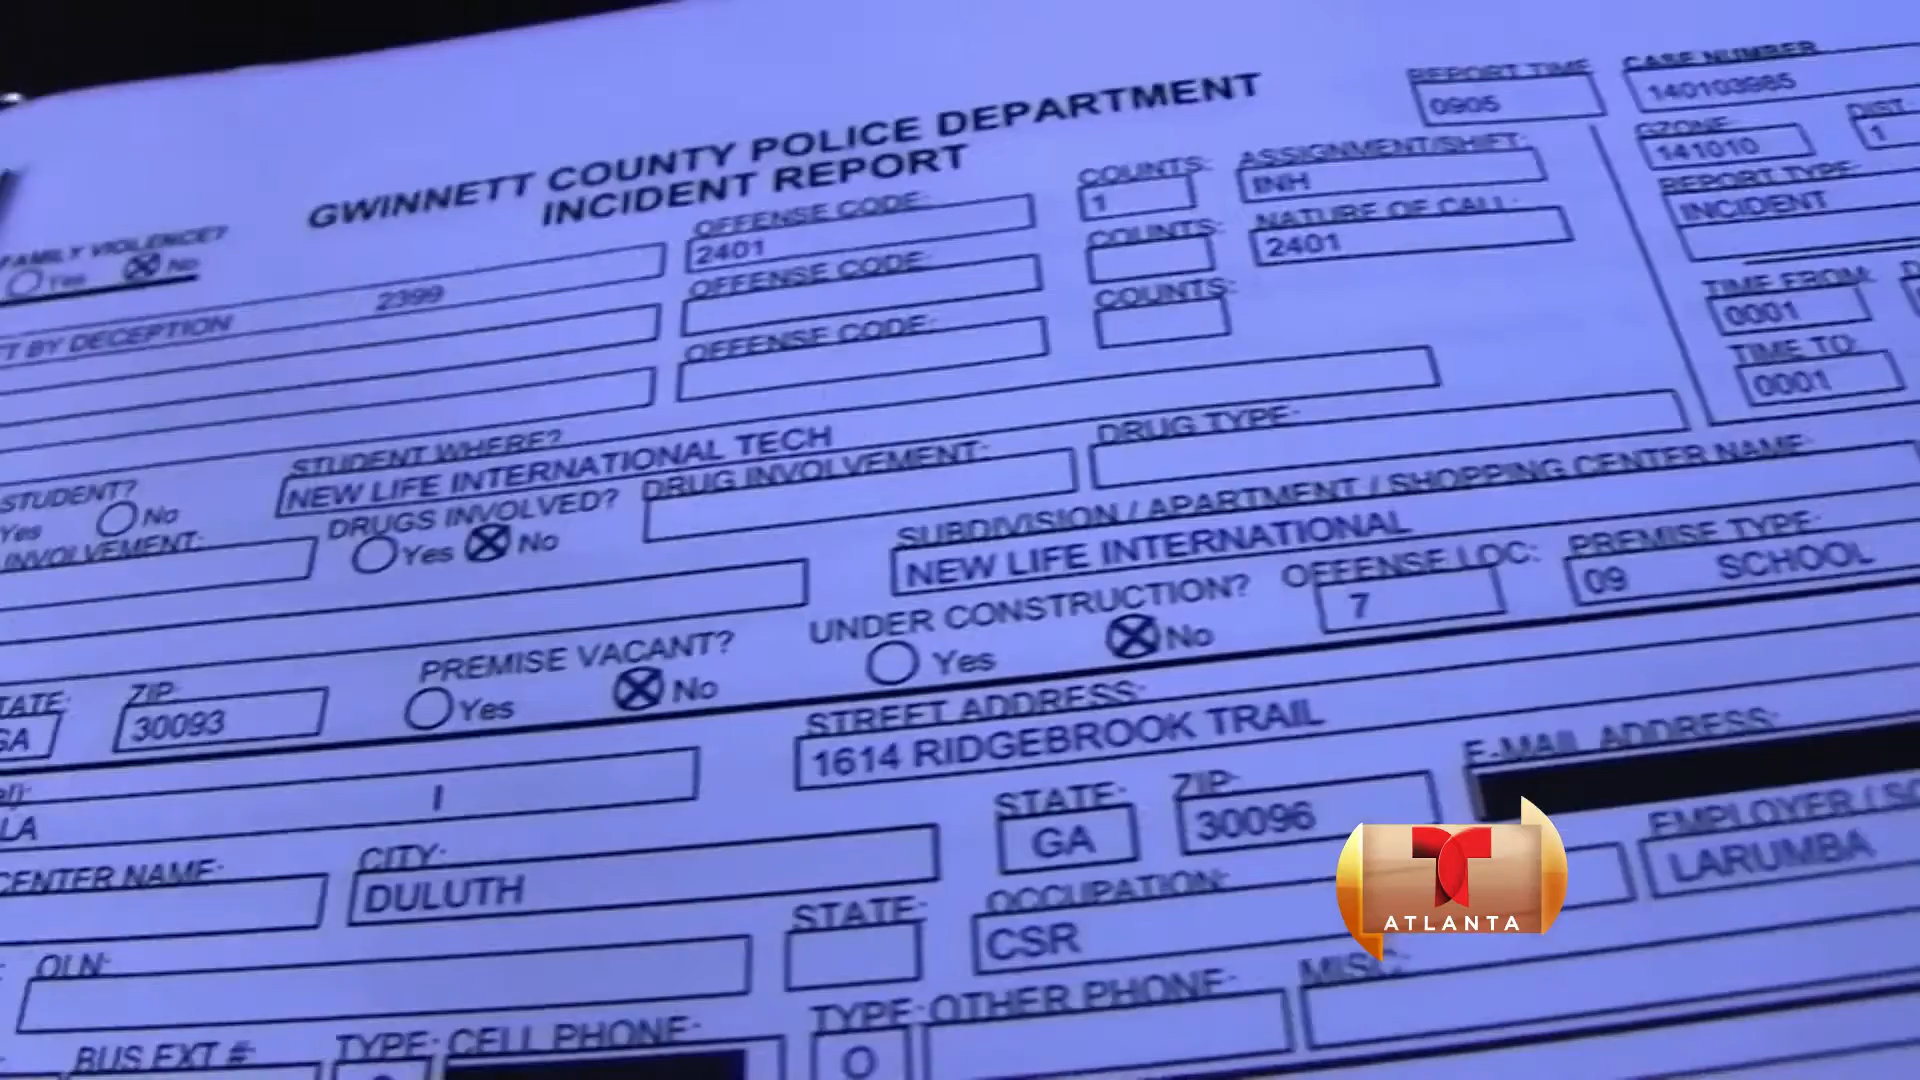 GWINNETT COUNTY POLICE DEPARTMENT
INCIDENT REPORT
REPORT TIME
0905
CASE NUMBER
140103985
GZONE:
141010
DIST:
1
REPORT TYPE:
INCIDENT
TIME FROM:
0001
TIME TO:
0001
FAMILY VIOLENCE?
Yes No
OFFENSE CODE:
2401
COUNTS:
1
ASSIGNMENT/SHIFT:
INH
T BY DECEPTION 2399
OFFENSE CODE:
COUNTS:
NATURE OF CALL:
2401
OFFENSE CODE:
COUNTS:
STUDENT?
Yes No
STUDENT WHERE?
NEW LIFE INTERNATIONAL TECH
INVOLVEMENT:
DRUGS INVOLVED?
Yes No
DRUG INVOLVEMENT:
DRUG TYPE:
SUBDIVISION / APARTMENT / SHOPPING CENTER NAME:
NEW LIFE INTERNATIONAL
TATE:
GA
ZIP:
30093
PREMISE VACANT?
Yes No
UNDER CONSTRUCTION?
Yes No
OFFENSE LOC:
7
PREMISE TYPE:
09 SCHOOL
LA I
STREET ADDRESS:
1614 RIDGEBROOK TRAIL
CENTER NAME:
CITY:
DULUTH
STATE:
GA
ZIP:
30096
E-MAIL ADDRESS:
OLN:
STATE:
OCCUPATION:
CSR
EMPLOYER / SC
LARUMBA
BUS EXT #:
TYPE:
CELL PHONE:
TYPE:
O
OTHER PHONE:
MISC:
ATLANTA